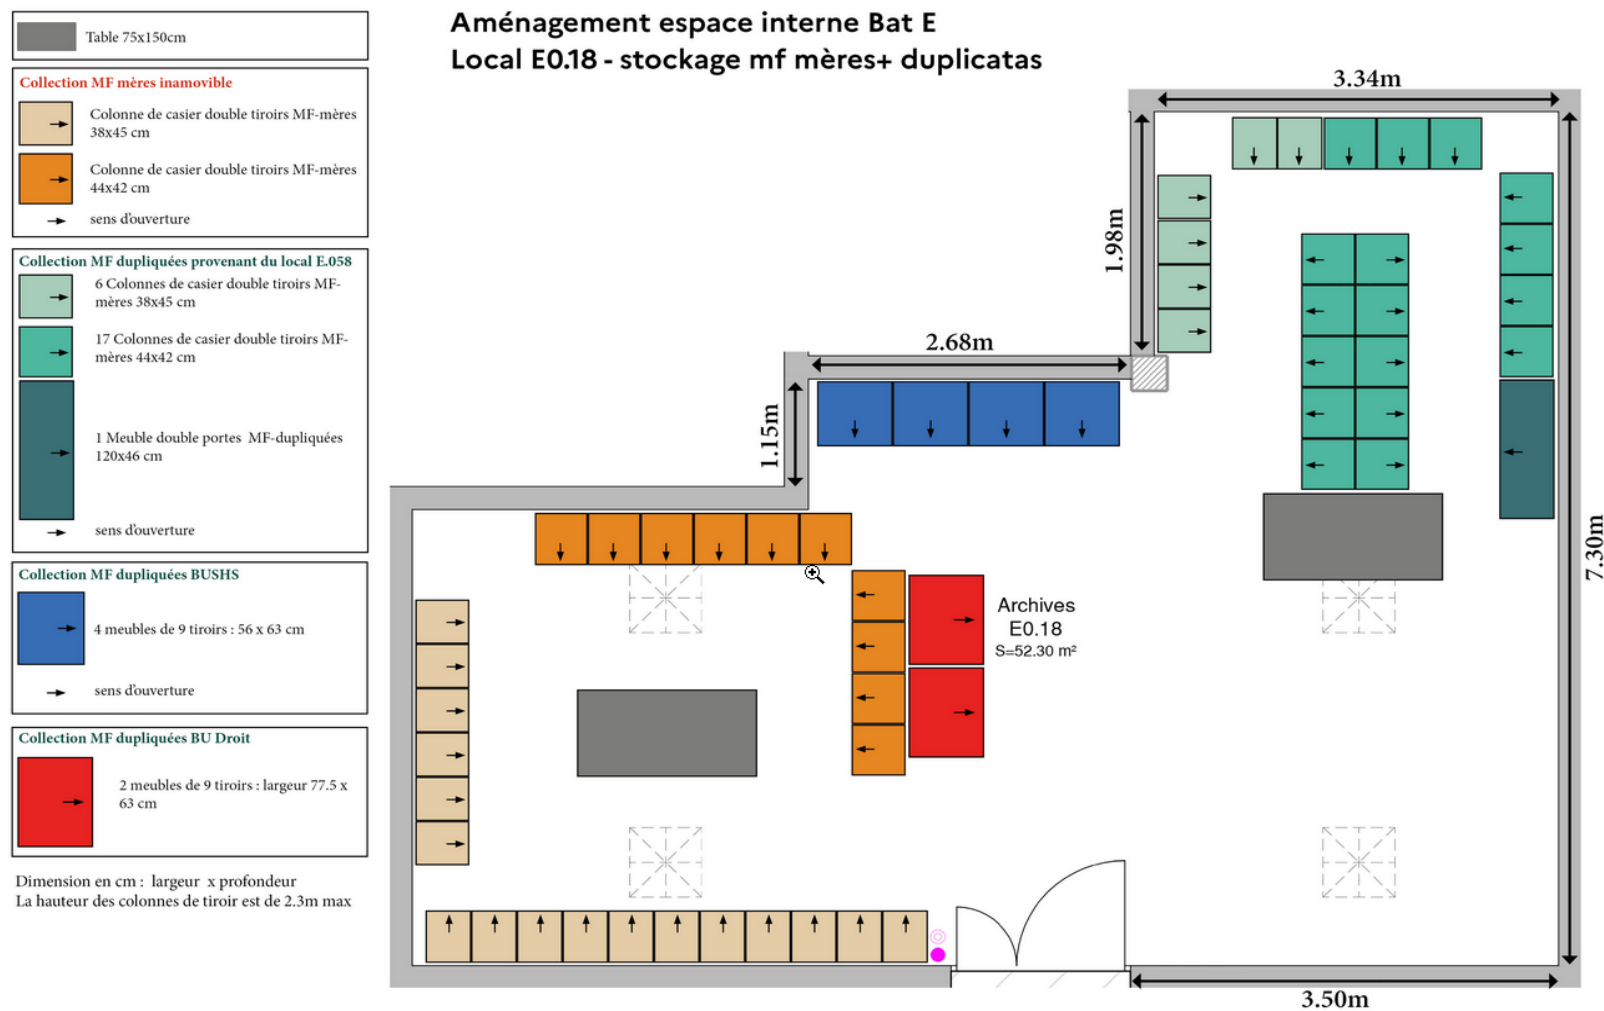 Aménagement espace interne Bat E
Local E0.18 - stockage mf mères+ duplicatas
Table 75x150cm
Collection MF mères inamovible
Colonne de casier double tiroirs MF-mères
38x45 cm
Colonne de casier double tiroirs MF-mères
44x42 cm
sens d'ouverture
Collection MF dupliquées provenant du local E.058
6 Colonnes de casier double tiroirs MF-
mères 38x45 cm
17 Colonnes de casier double tiroirs MF-
mères 44x42 cm
1 Meuble double portes MF-dupliquées
120x46 cm
sens d'ouverture
Collection MF dupliquées BUSHS
4 meubles de 9 tiroirs : 56 x 63 cm
sens d'ouverture
Collection MF dupliquées BU Droit
2 meubles de 9 tiroirs : largeur 77.5 x
63 cm
Dimension en cm : largeur x profondeur
La hauteur des colonnes de tiroir est de 2.3m max
3.34m
1.98m
2.68m
1.15m
7.30m
Archives
E0.18
S=52.30 m²
3.50m